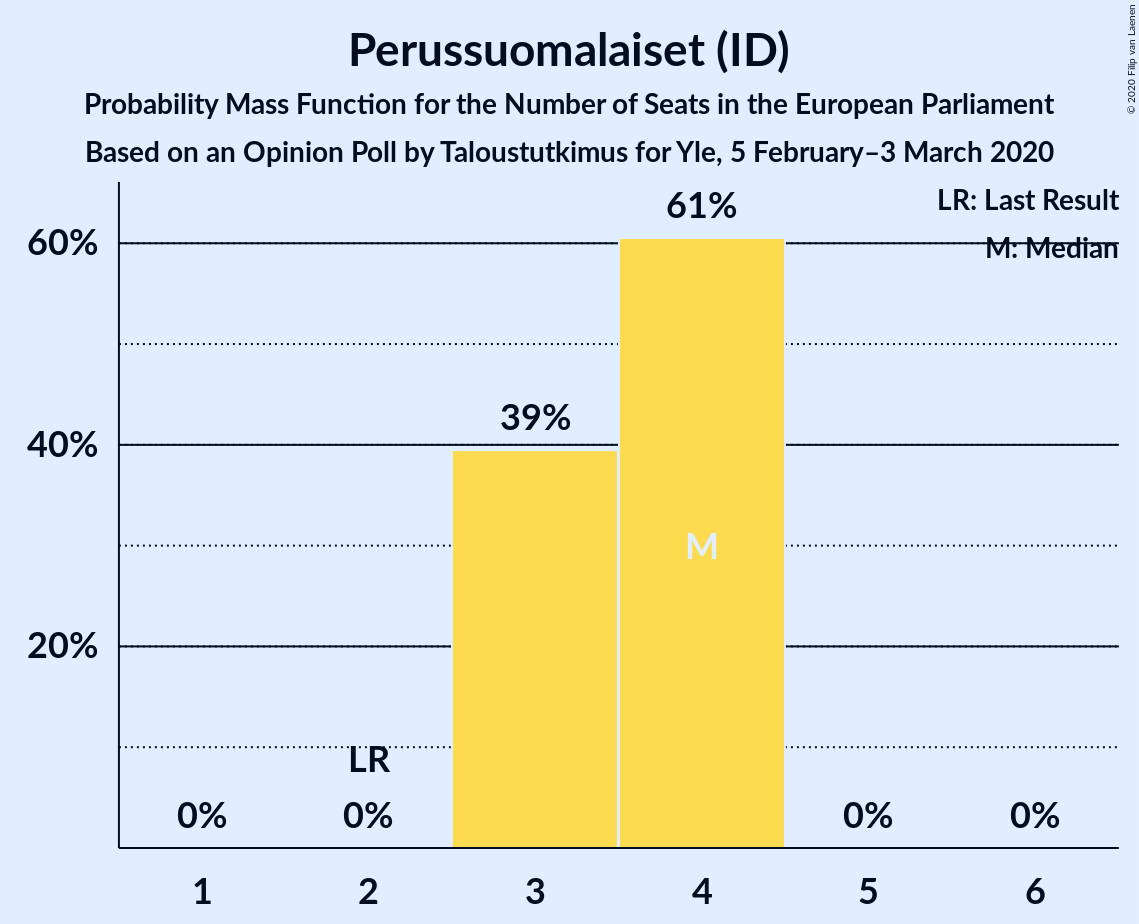 Perussuomalaiset (ID)
Probability Mass Function for the Number of Seats in the European Parliament
Based on an Opinion Poll by Taloustutkimus for Yle, 5 February–3 March 2020
© 2020 Filip van Laenen
LR: Last Result
M: Median
61%
60%
39%
40%
M
20%
LR
0%
0%
0%
0%
1
2
3
4
5
6